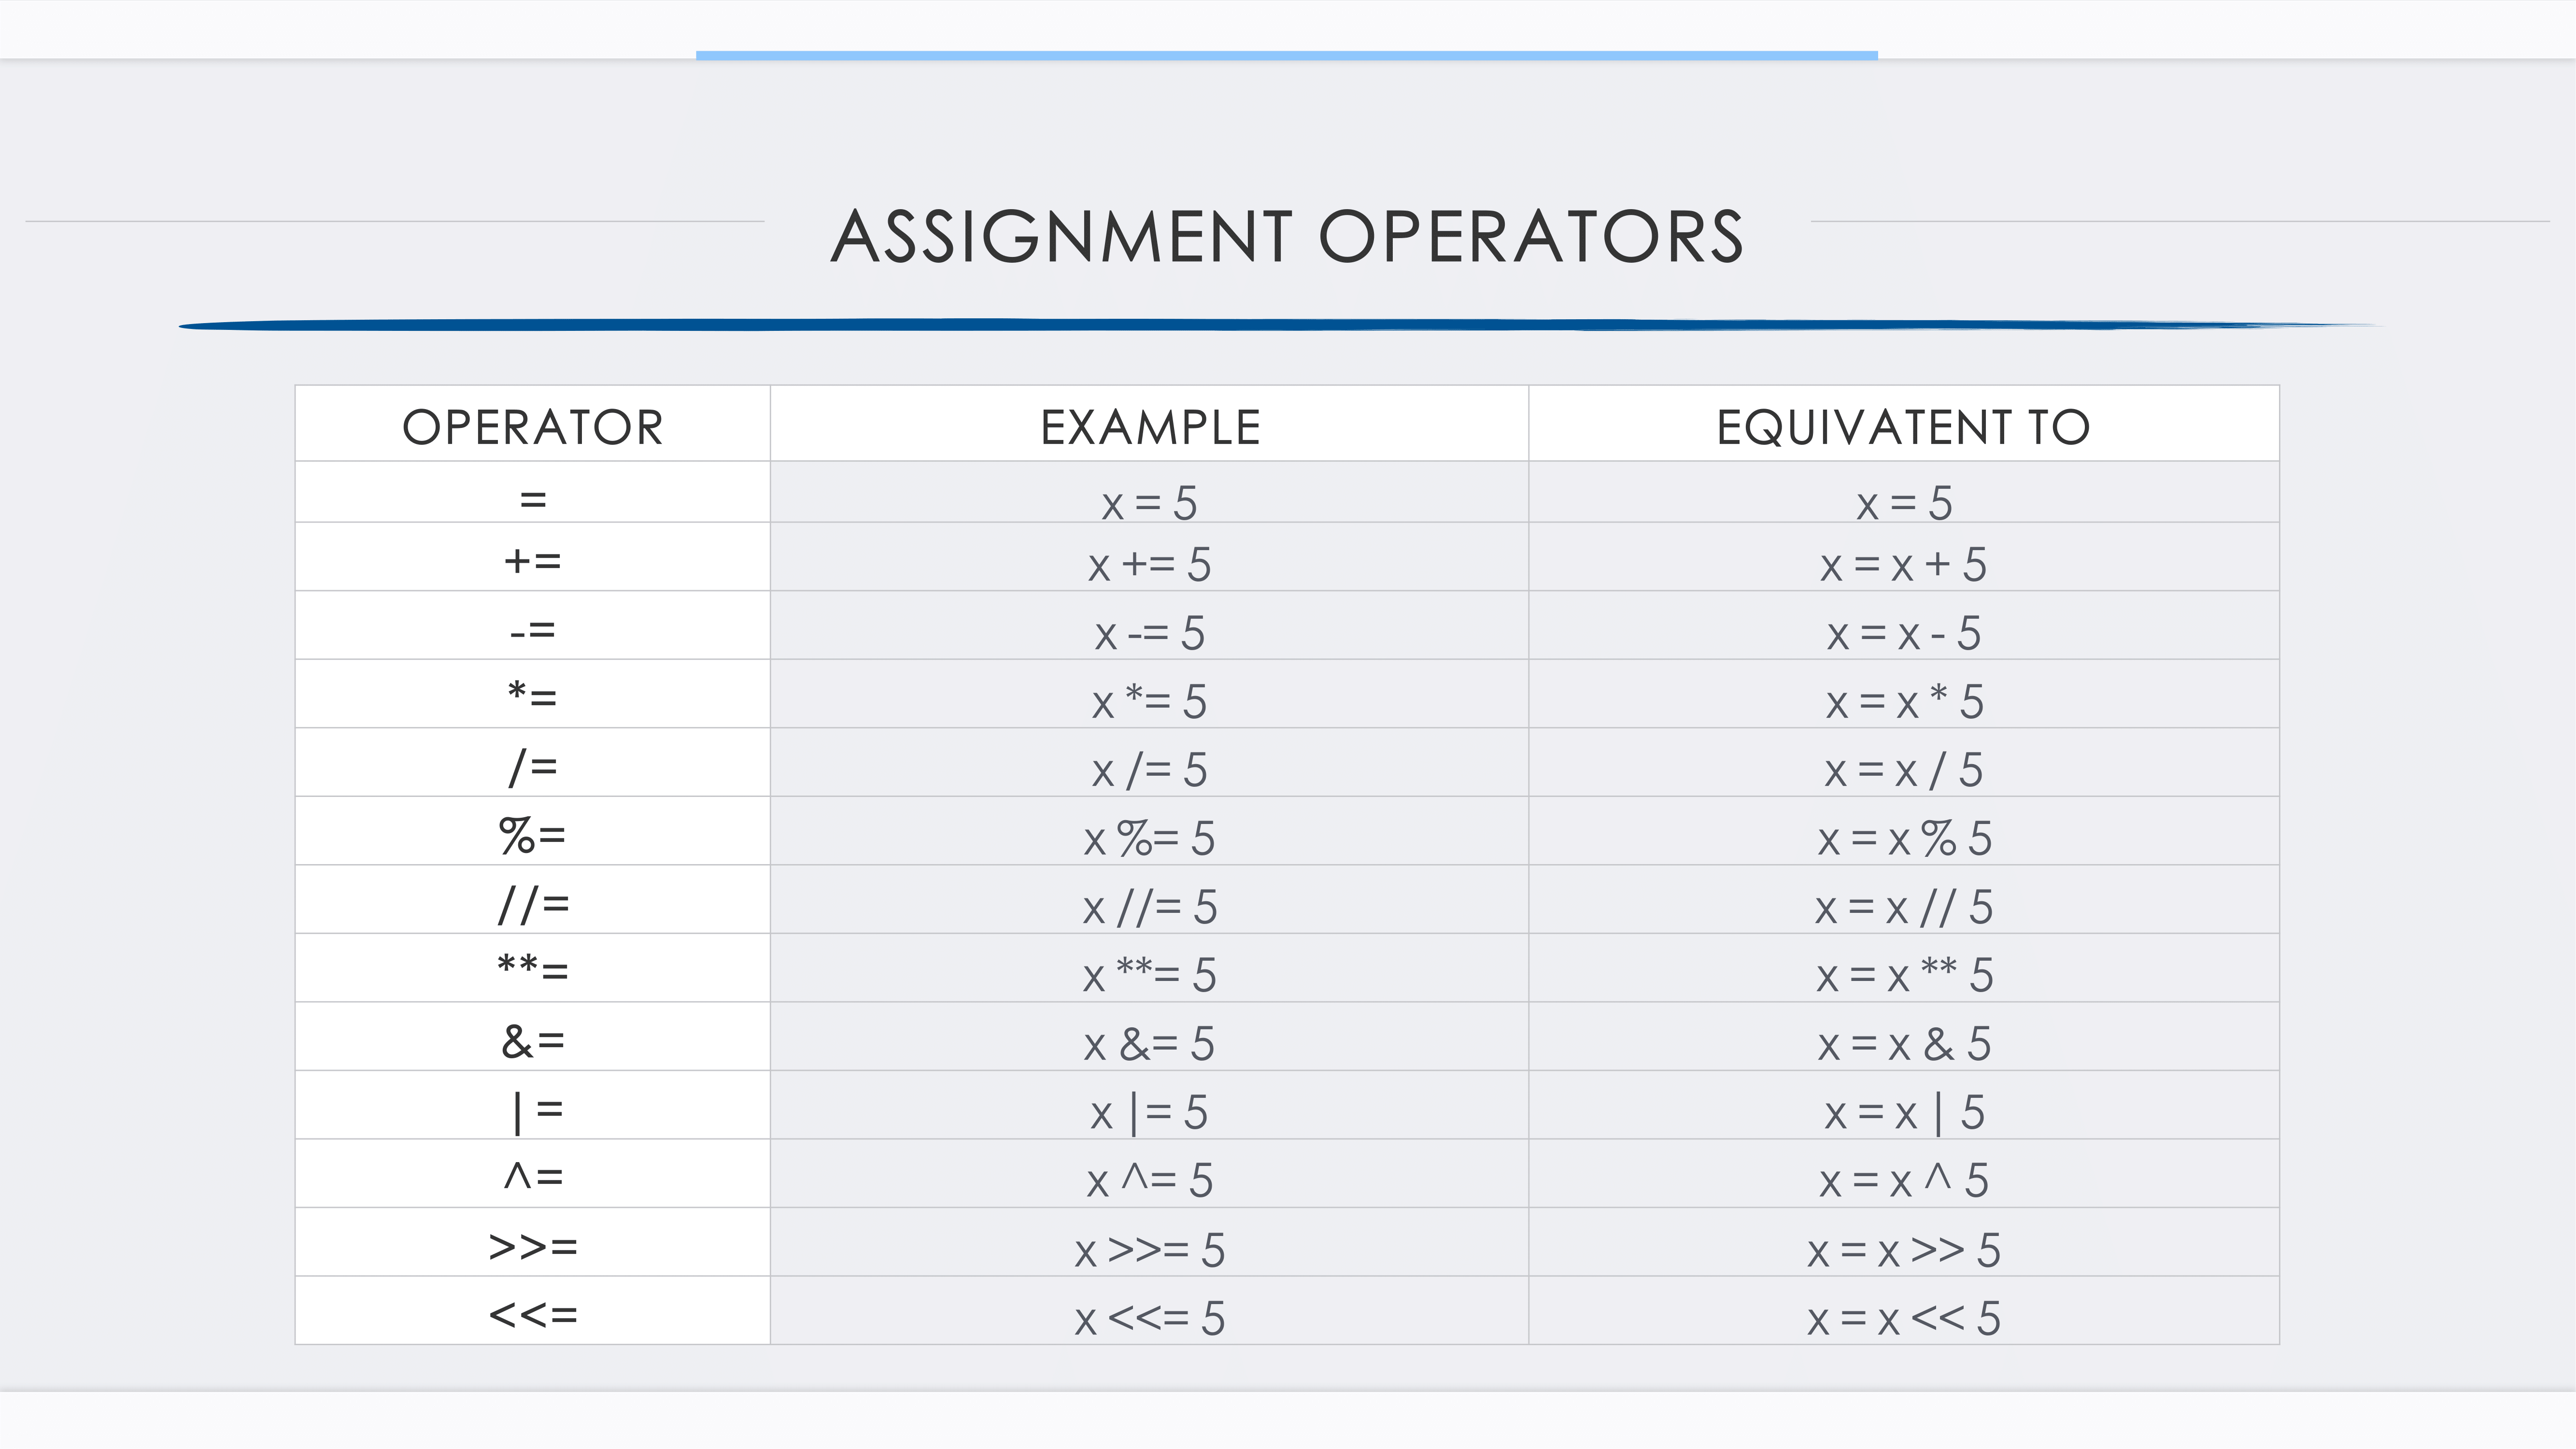 ASSIGNMENT OPERATORS
OPERATOR EXAMPLE EQUIVATENT TO
= x = 5 x = 5
+= x += 5 x = x + 5
-= x -= 5 x = x - 5
*= x *= 5 x = x * 5
/= x /= 5 x = x / 5
%= x %= 5 x = x % 5
//= x //= 5 x = x // 5
**= x **= 5 x = x ** 5
&= x &= 5 x = x & 5
|= x |= 5 x = x | 5
^= x ^= 5 x = x ^ 5
>>= x >>= 5 x = x >> 5
<<= x <<= 5 x = x << 5